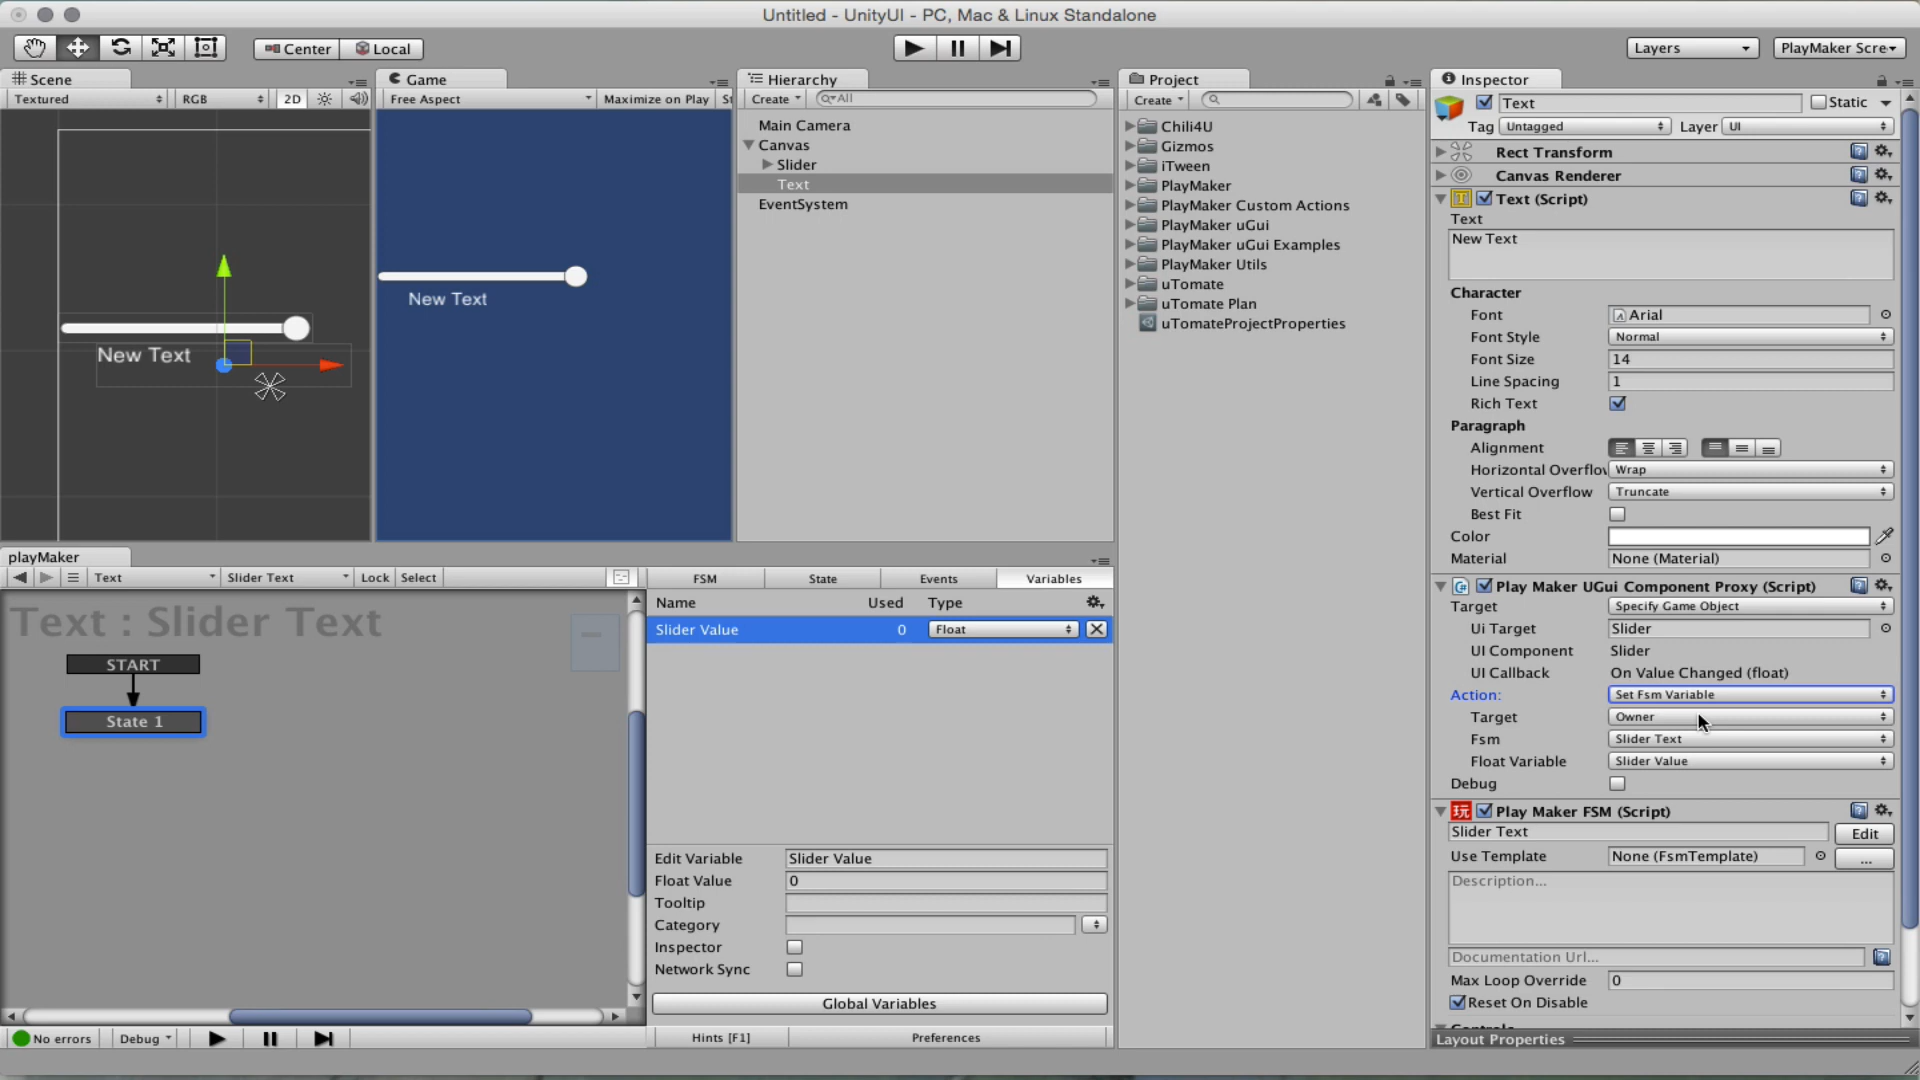 Untitled - UnityUI - PC, Mac & Linux Standalone
Center
Local
Layers
PlayMaker Scre
Scene
Textured
RGB
2D
Game
Free Aspect
Maximize on Play
St
New Text
New Text
Hierarchy
Create
All
Main Camera
Canvas
Slider
Text
EventSystem
Project
Create
Chili4U
Gizmos
iTween
PlayMaker
PlayMaker Custom Actions
PlayMaker uGui
PlayMaker uGui Examples
PlayMaker Utils
uTomate
uTomate Plan
uTomateProjectProperties
Inspector
Text
Static
Tag Untagged Layer UI
Rect Transform
Canvas Renderer
Text (Script)
Text
New Text
Character
Font Arial
Font Style Normal
Font Size 14
Line Spacing 1
Rich Text
Paragraph
Alignment
Horizontal Overflow Wrap
Vertical Overflow Truncate
Best Fit
Color
Material None (Material)
Play Maker UGui Component Proxy (Script)
Target Specify Game Object
Ui Target Slider
UI Component Slider
UI Callback On Value Changed (float)
Action: Set Fsm Variable
Target Owner
Fsm Slider Text
Float Variable Slider Value
Debug
玩 Play Maker FSM (Script)
Slider Text Edit
Use Template None (FsmTemplate) ...
Description...
Documentation Url...
Max Loop Override 0
Reset On Disable
Layout Properties
playMaker
Text Slider Text Lock Select
Text : Slider Text
START
State 1
FSM State Events Variables
Name Used Type
Slider Value 0 Float
Edit Variable Slider Value
Float Value 0
Tooltip
Category
Inspector
Network Sync
Global Variables
No errors Debug
Hints [F1] Preferences